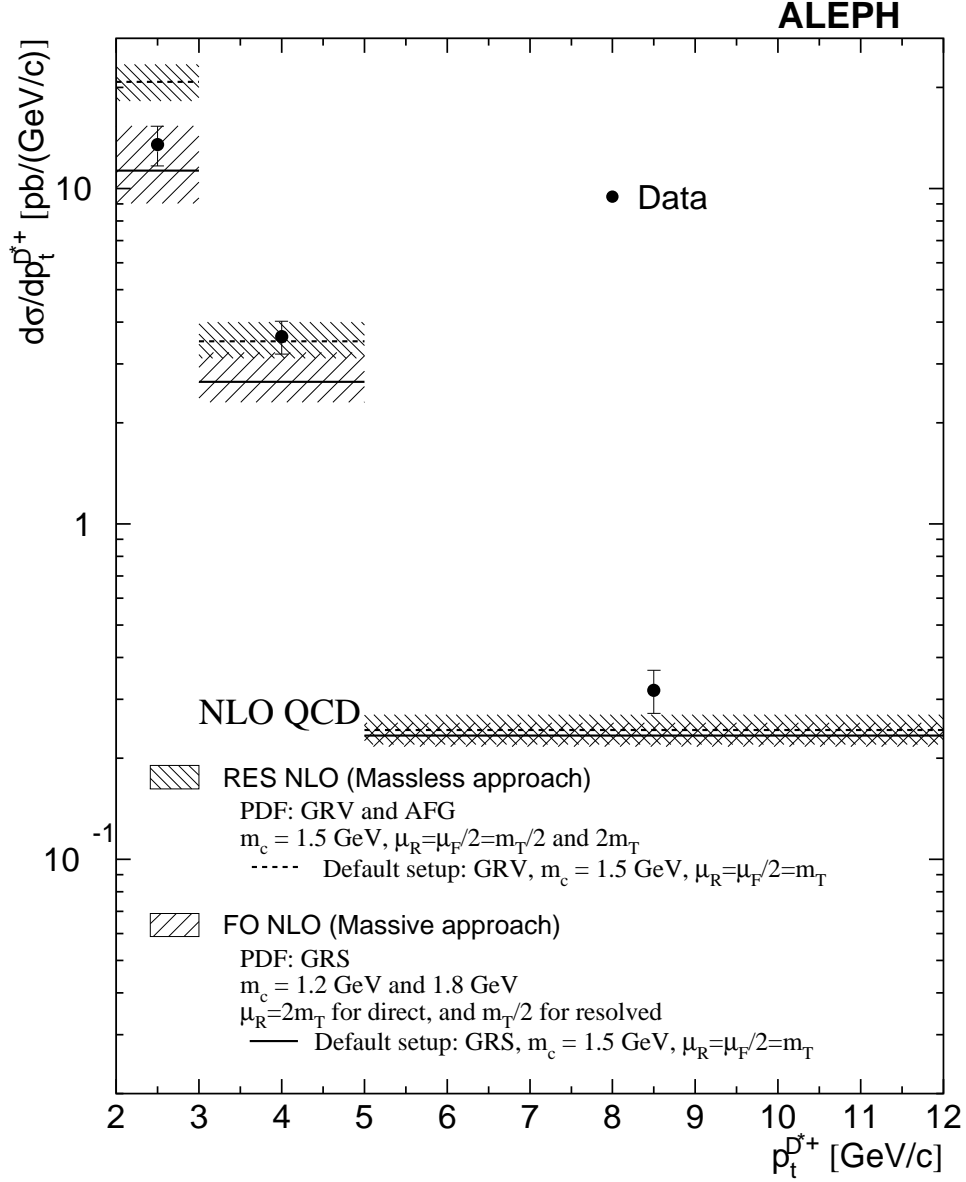 ALEPH
dσ/dp_t^{D*+} [pb/(GeV/c)]
10
1
10^{-1}
Data
NLO QCD
RES NLO (Massless approach)
PDF: GRV and AFG
m_c = 1.5 GeV, μ_R=μ_F/2=m_T/2 and 2m_T
Default setup: GRV, m_c = 1.5 GeV, μ_R=μ_F/2=m_T
FO NLO (Massive approach)
PDF: GRS
m_c = 1.2 GeV and 1.8 GeV
μ_R=2m_T for direct, and m_T/2 for resolved
Default setup: GRS, m_c = 1.5 GeV, μ_R=μ_F/2=m_T
2 3 4 5 6 7 8 9 10 11 12
p_t^{D*+} [GeV/c]